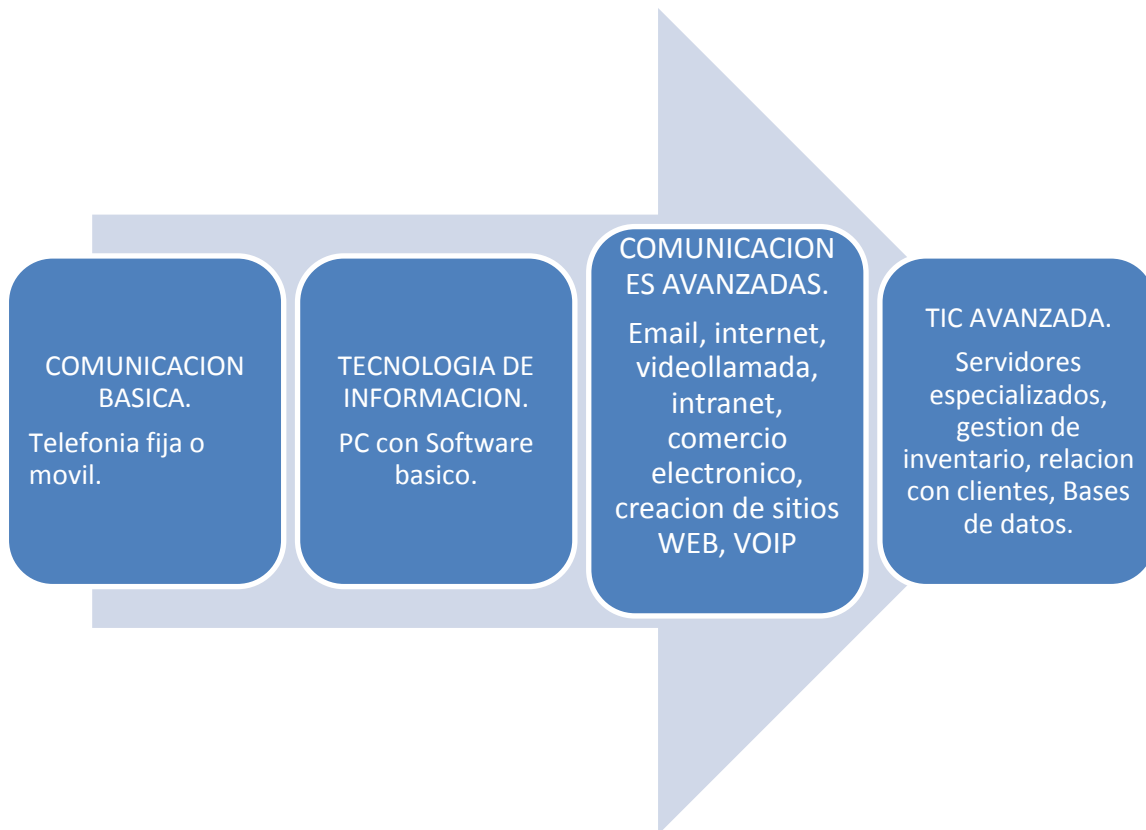 COMUNICACION
BASICA.
Telefonia fija o
movil.
TECNOLOGIA DE
INFORMACION.
PC con Software
basico.
COMUNICACION
ES AVANZADAS.
Email, internet,
videollamada,
intranet,
comercio
electronico,
creacion de sitios
WEB, VOIP
TIC AVANZADA.
Servidores
especializados,
gestion de
inventario, relacion
con clientes, Bases
de datos.